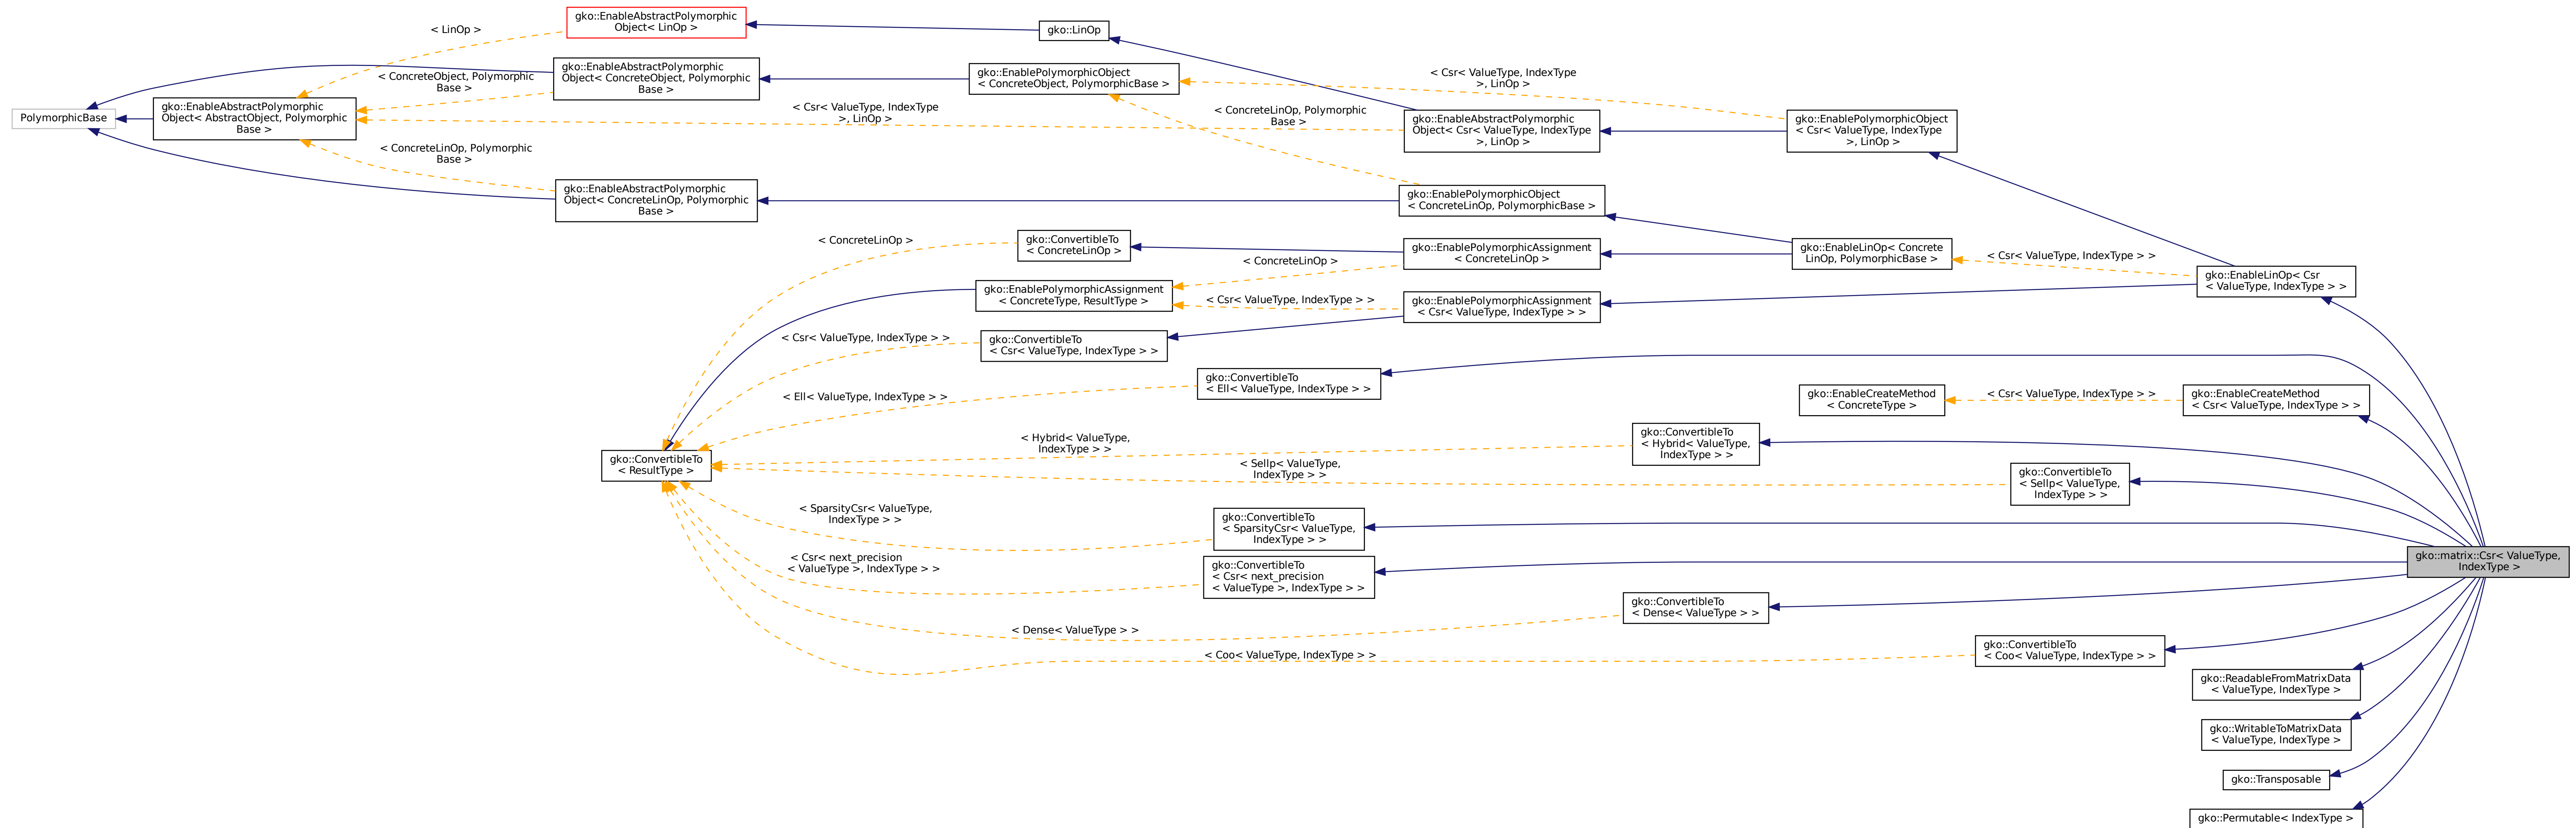 gko::EnableAbstractPolymorphic
Object< LinOp >
< LinOp >
gko::LinOp
gko::EnableAbstractPolymorphic
Object< ConcreteObject, Polymorphic
Base >
< ConcreteObject, Polymorphic
Base >
gko::EnablePolymorphicObject
< ConcreteObject, PolymorphicBase >
< Csr< ValueType, IndexType
>, LinOp >
PolymorphicBase
gko::EnableAbstractPolymorphic
Object< AbstractObject, Polymorphic
Base >
< Csr< ValueType, IndexType
>, LinOp >
< ConcreteLinOp, Polymorphic
Base >
gko::EnableAbstractPolymorphic
Object< Csr< ValueType, IndexType
>, LinOp >
gko::EnablePolymorphicObject
< Csr< ValueType, IndexType
>, LinOp >
< ConcreteLinOp, Polymorphic
Base >
gko::EnableAbstractPolymorphic
Object< ConcreteLinOp, Polymorphic
Base >
gko::EnablePolymorphicObject
< ConcreteLinOp, PolymorphicBase >
< ConcreteLinOp >
gko::ConvertibleTo
< ConcreteLinOp >
gko::EnablePolymorphicAssignment
< ConcreteLinOp >
gko::EnableLinOp< Concrete
LinOp, PolymorphicBase >
< Csr< ValueType, IndexType > >
< ConcreteLinOp >
gko::EnableLinOp< Csr
< ValueType, IndexType > >
gko::EnablePolymorphicAssignment
< ConcreteType, ResultType >
< Csr< ValueType, IndexType > >
gko::EnablePolymorphicAssignment
< Csr< ValueType, IndexType > >
< Csr< ValueType, IndexType > >
gko::ConvertibleTo
< Csr< ValueType, IndexType > >
< Ell< ValueType, IndexType > >
gko::ConvertibleTo
< Ell< ValueType, IndexType > >
gko::EnableCreateMethod
< ConcreteType >
< Csr< ValueType, IndexType > >
gko::EnableCreateMethod
< Csr< ValueType, IndexType > >
< Hybrid< ValueType,
IndexType > >
gko::ConvertibleTo
< Hybrid< ValueType,
IndexType > >
gko::ConvertibleTo
< ResultType >
< Sellp< ValueType,
IndexType > >
gko::ConvertibleTo
< Sellp< ValueType,
IndexType > >
< SparsityCsr< ValueType,
IndexType > >
gko::ConvertibleTo
< SparsityCsr< ValueType,
IndexType > >
< Csr< next_precision
< ValueType >, IndexType > >
gko::ConvertibleTo
< Csr< next_precision
< ValueType >, IndexType > >
gko::matrix::Csr< ValueType,
IndexType >
< Dense< ValueType > >
gko::ConvertibleTo
< Dense< ValueType > >
< Coo< ValueType, IndexType > >
gko::ConvertibleTo
< Coo< ValueType, IndexType > >
gko::ReadableFromMatrixData
< ValueType, IndexType >
gko::WritableToMatrixData
< ValueType, IndexType >
gko::Transposable
gko::Permutable< IndexType >